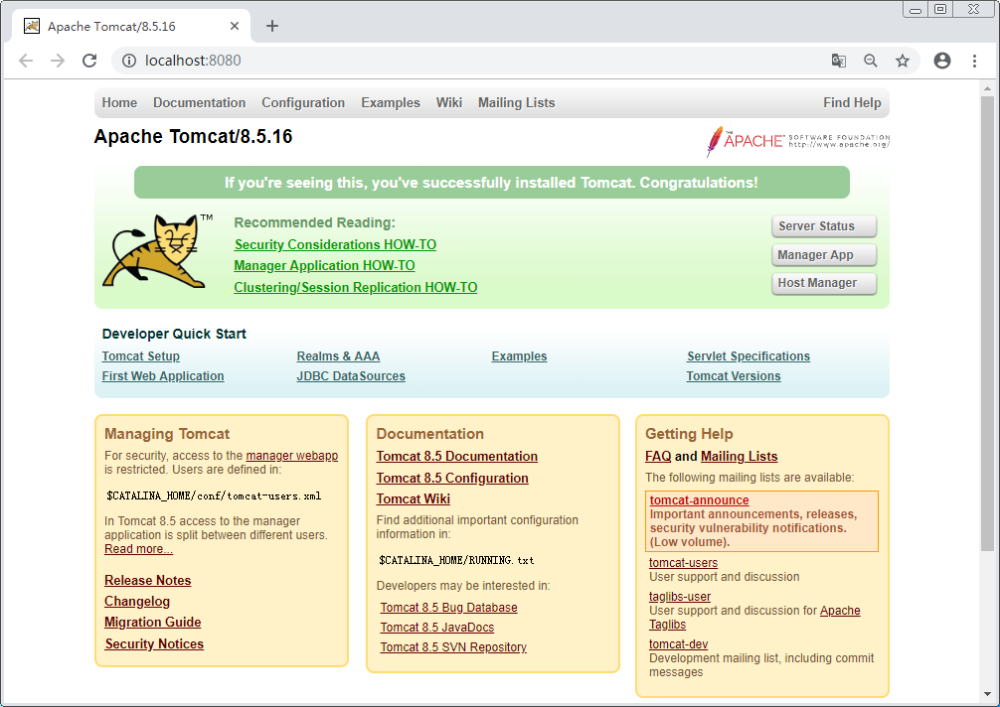 Apache Tomcat/8.5.16
localhost:8080
Home Documentation Configuration Examples Wiki Mailing Lists Find Help
Apache Tomcat/8.5.16
THE APACHE SOFTWARE FOUNDATION
http://www.apache.org/
If you're seeing this, you've successfully installed Tomcat. Congratulations!
TM
Recommended Reading:
Security Considerations HOW-TO
Manager Application HOW-TO
Clustering/Session Replication HOW-TO
Server Status
Manager App
Host Manager
Developer Quick Start
Tomcat Setup
First Web Application
Realms & AAA
JDBC DataSources
Examples
Servlet Specifications
Tomcat Versions
Managing Tomcat
For security, access to the manager webapp
is restricted. Users are defined in:
$CATALINA_HOME/conf/tomcat-users.xml
In Tomcat 8.5 access to the manager
application is split between different users.
Read more...
Release Notes
Changelog
Migration Guide
Security Notices
Documentation
Tomcat 8.5 Documentation
Tomcat 8.5 Configuration
Tomcat Wiki
Find additional important configuration
information in:
$CATALINA_HOME/RUNNING.txt
Developers may be interested in:
Tomcat 8.5 Bug Database
Tomcat 8.5 JavaDocs
Tomcat 8.5 SVN Repository
Getting Help
FAQ and Mailing Lists
The following mailing lists are available:
tomcat-announce
Important announcements, releases,
security vulnerability notifications.
(Low volume).
tomcat-users
User support and discussion
taglibs-user
User support and discussion for Apache
Taglibs
tomcat-dev
Development mailing list, including commit
messages